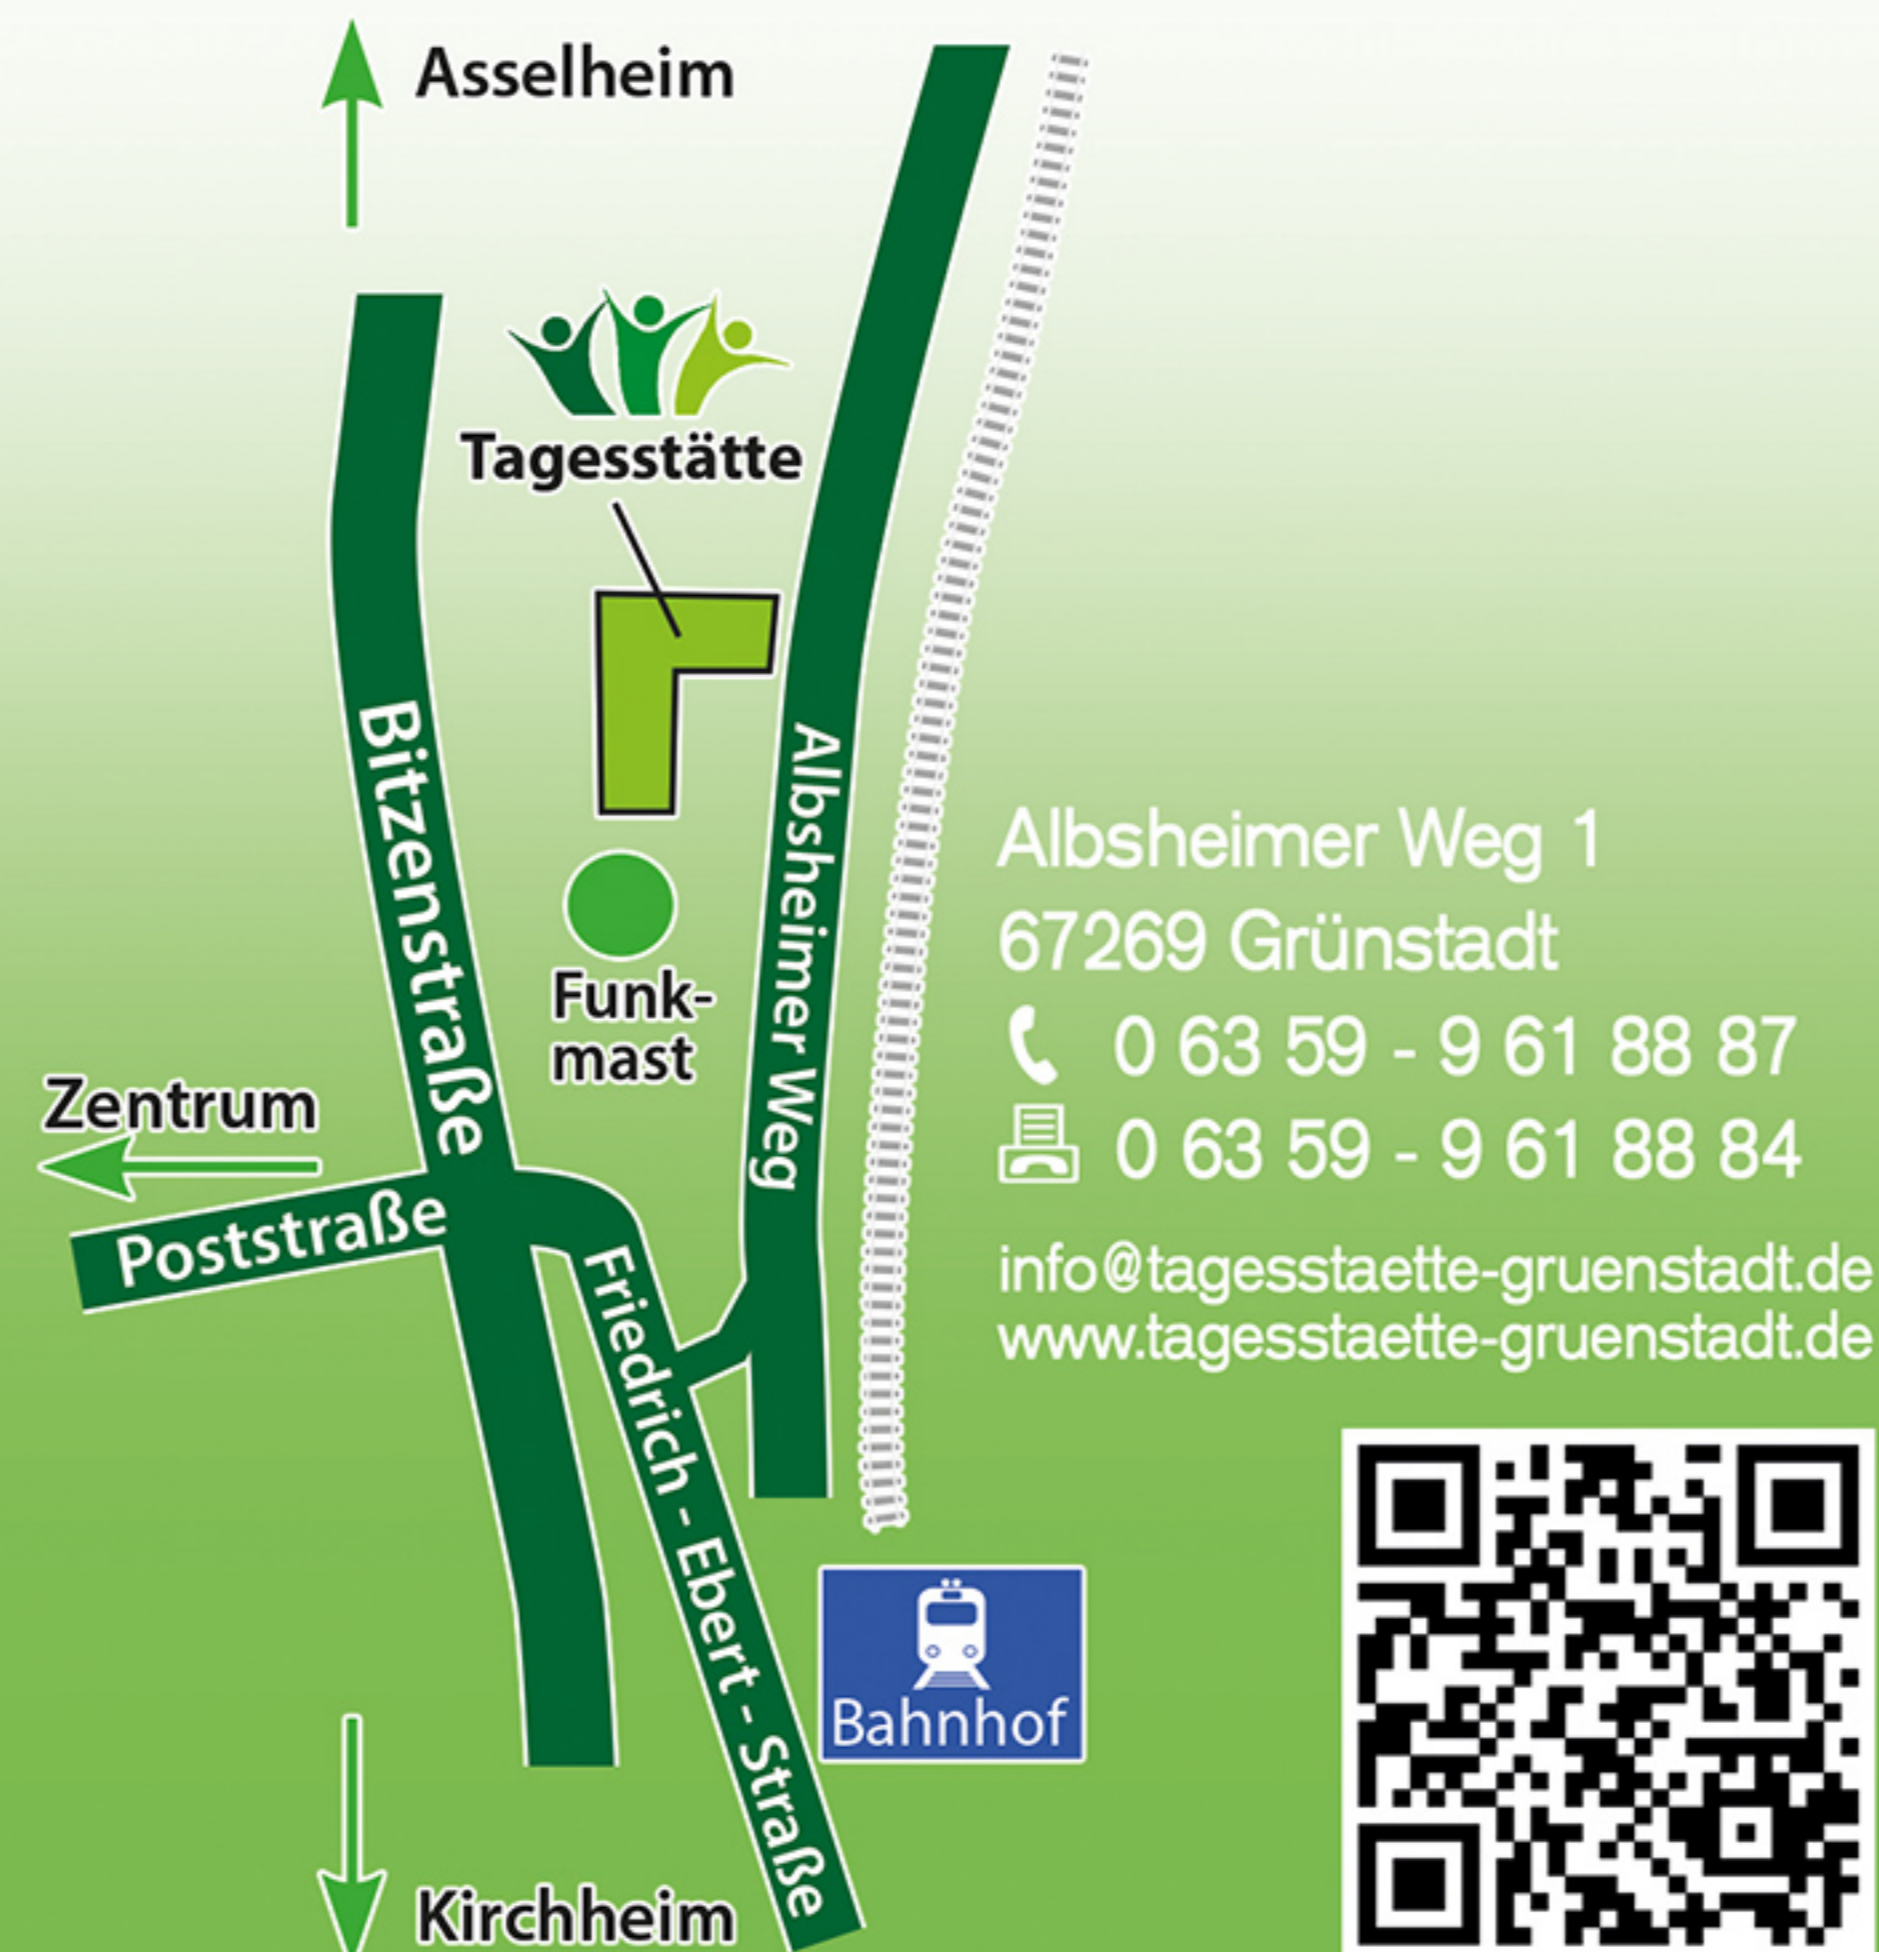 Asselheim
Tagesstätte
Bitzenstraße
Albsheimer Weg
Funk-
mast
Zentrum
Poststraße
Friedrich - Ebert - Straße
Albsheimer Weg 1
67269 Grünstadt
0 63 59 - 9 61 88 87
0 63 59 - 9 61 88 84
info@tagesstaette-gruenstadt.de
www.tagesstaette-gruenstadt.de
Bahnhof
Kirchheim